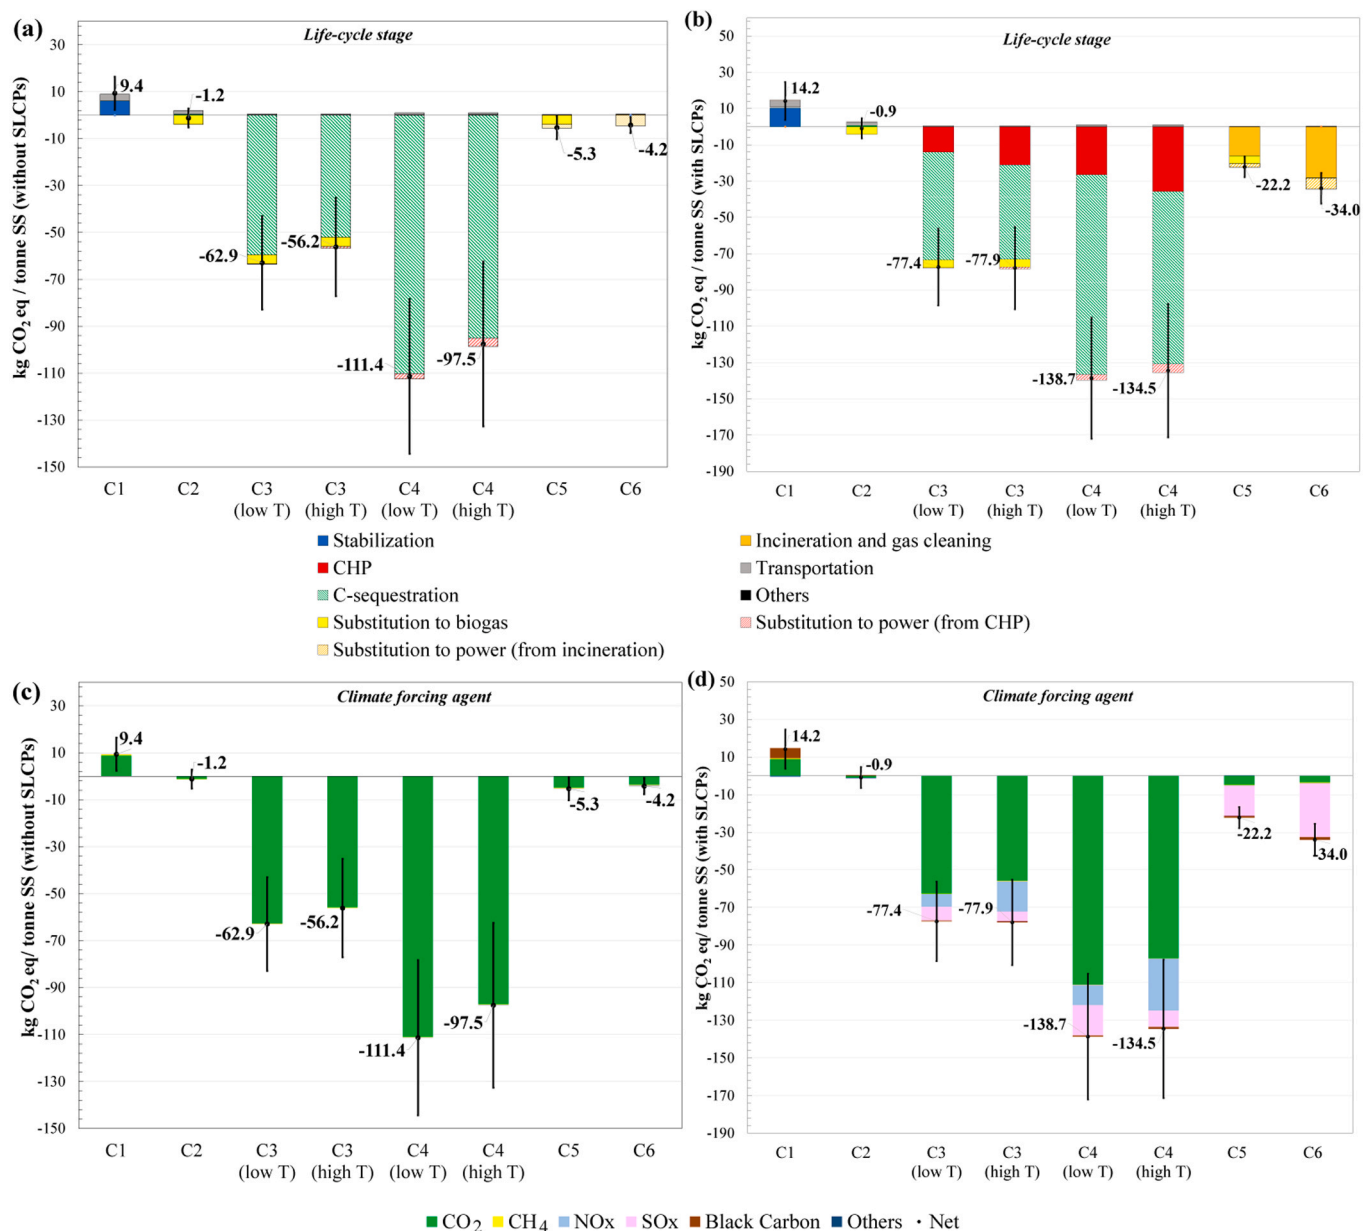 (a)
Life-cycle stage
kg CO₂ eq / tonne SS (without SLCPs)
30
10
-10
-30
-50
-70
-90
-110
-130
-150
9.4
-1.2
-62.9
-56.2
-111.4
-97.5
-5.3
-4.2
C1 C2 C3 C3 C4 C4 C5 C6
(low T) (high T) (low T) (high T)
(b)
Life-cycle stage
kg CO₂ eq / tonne SS (with SLCPs)
50
30
10
-10
-30
-50
-70
-90
-110
-130
-150
-170
-190
14.2
-0.9
-77.4
-77.9
-138.7
-134.5
-22.2
-34.0
C1 C2 C3 C3 C4 C4 C5 C6
(low T) (high T) (low T) (high T)
Stabilization
CHP
C-sequestration
Substitution to biogas
Substitution to power (from incineration)
Incineration and gas cleaning
Transportation
Others
Substitution to power (from CHP)
(c)
Climate forcing agent
kg CO₂ eq/ tonne SS (without SLCPs)
30
10
-10
-30
-50
-70
-90
-110
-130
-150
9.4
-1.2
-62.9
-56.2
-111.4
-97.5
-5.3
-4.2
C1 C2 C3 C3 C4 C4 C5 C6
(low T) (high T) (low T) (high T)
(d)
Climate forcing agent
kg CO₂ eq/ tonne SS (with SLCPs)
50
30
10
-10
-30
-50
-70
-90
-110
-130
-150
-170
-190
14.2
-0.9
-77.4
-77.9
-138.7
-134.5
-22.2
-34.0
C1 C2 C3 C3 C4 C4 C5 C6
(low T) (high T) (low T) (high T)
CO₂ CH₄ NOx SOx Black Carbon Others Net